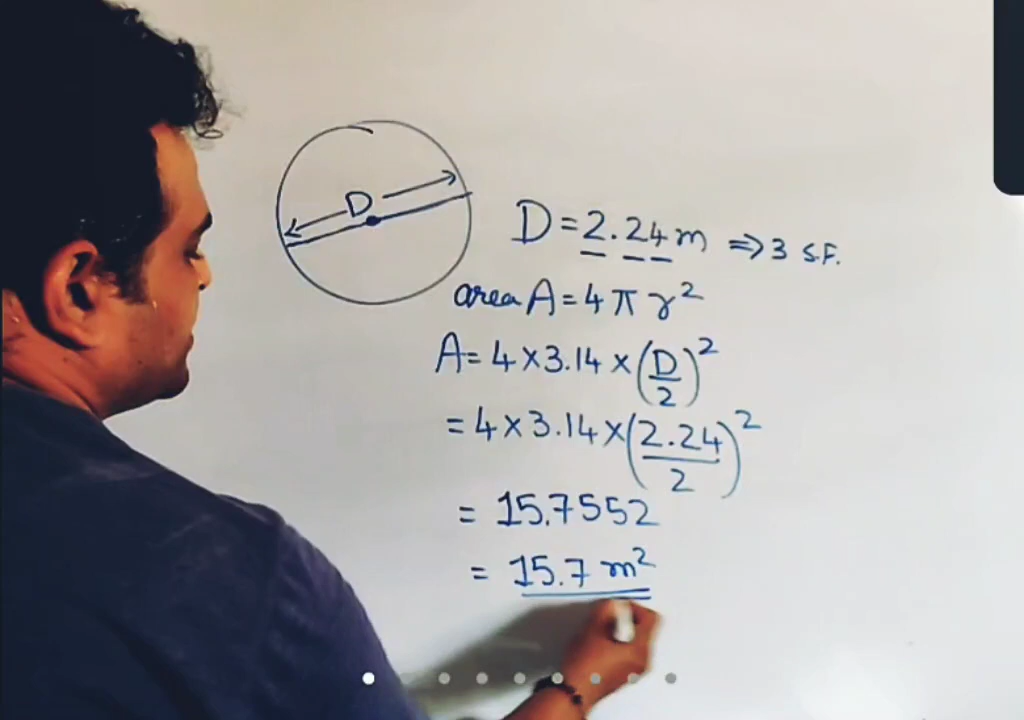 D
D = 2.24 m ⇒ 3 S.F.
area A = 4 π r²
A = 4 × 3.14 × (D/2)²
= 4 × 3.14 × (2.24/2)²
= 15.7552
= 15.7 m²